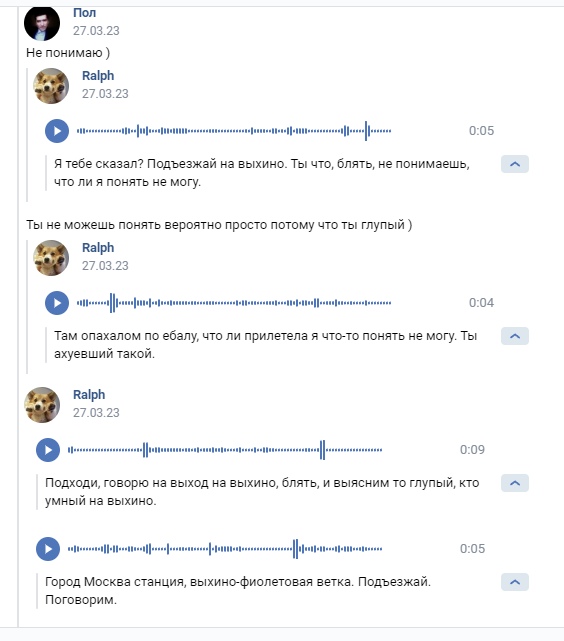 Пол
27.03.23
Не понимаю )
Ralph
27.03.23
0:05
Я тебе сказал? Подъезжай на выхино. Ты что, блять, не понимаешь,
что ли я понять не могу.
Ты не можешь понять вероятно просто потому что ты глупый )
Ralph
27.03.23
0:04
Там опахалом по ебалу, что ли прилетела я что-то понять не могу. Ты
ахуевший такой.
Ralph
27.03.23
0:09
Подходи, говорю на выход на выхино, блять, и выясним то глупый, кто
умный на выхино.
0:05
Город Москва станция, выхино-фиолетовая ветка. Подъезжай.
Поговорим.